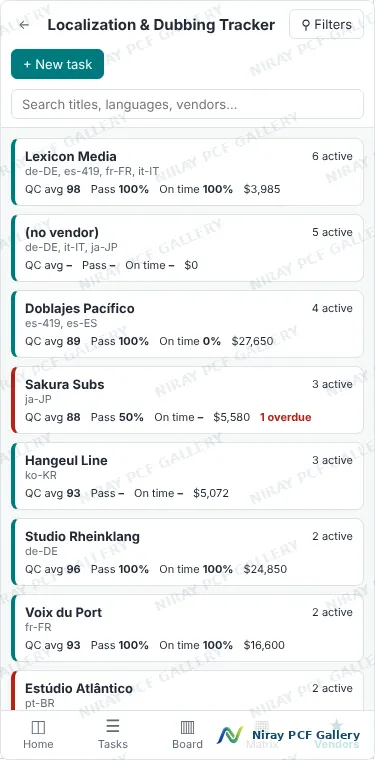 ← Localization & Dubbing Tracker Filters
+ New task
Search titles, languages, vendors...
Lexicon Media 6 active
de-DE, es-419, fr-FR, it-IT
QC avg 98 Pass 100% On time 100% $3,985
(no vendor) 5 active
de-DE, it-IT, ja-JP
QC avg – Pass – On time – $0
Doblajes Pacífico 4 active
es-419, es-ES
QC avg 89 Pass 100% On time 0% $27,650
Sakura Subs 3 active
ja-JP
QC avg 88 Pass 50% On time – $5,580 1 overdue
Hangeul Line 3 active
ko-KR
QC avg 93 Pass – On time – $5,072
Studio Rheinklang 2 active
de-DE
QC avg 96 Pass 100% On time 100% $24,850
Voix du Port 2 active
fr-FR
QC avg 93 Pass 100% On time 100% $16,600
Estúdio Atlântico 2 active
pt-BR
Home Tasks Board Matrix Vendors
Niray PCF Gallery
NIRAY PCF GALLERY